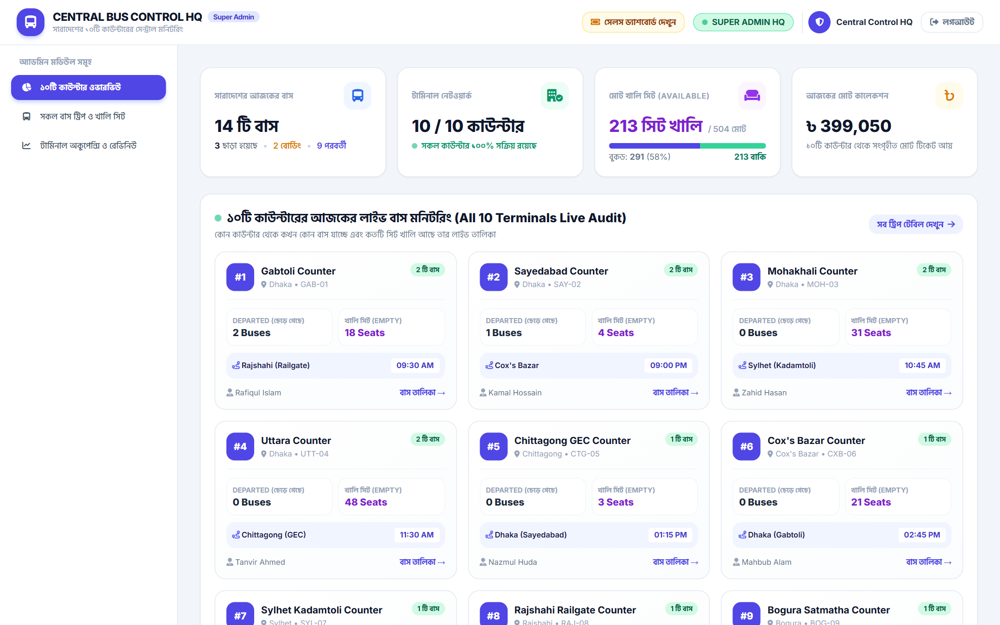 CENTRAL BUS CONTROL HQ
Super Admin
সারাদেশের ১০টি কাউন্টারের সেন্ট্রাল মনিটরিং
সেলস ড্যাশবোর্ড দেখুন
SUPER ADMIN HQ
Central Control HQ
লগআউট
অ্যাডমিন মডিউল সমূহ
১০টি কাউন্টার ওভারভিউ
সকল বাস ট্রিপ ও খালি সিট
টার্মিনাল অকুপেন্সি ও রেভিনিউ
সারাদেশের আজকের বাস
14 টি বাস
3 ছাড়া হয়েছে • 2 বোর্ডিং • 9 পরবর্তী
টার্মিনাল নেটওয়ার্ক
10 / 10 কাউন্টার
সকল কাউন্টার ১০০% সক্রিয় রয়েছে
মোট খালি সিট (AVAILABLE)
213 সিট খালি / 504 মোট
বুকড: 291 (58%)
213 বাকি
আজকের মোট কালেকশন
৳
৳ 399,050
১০টি কাউন্টার থেকে সংগৃহীত মোট টিকেট আয়
১০টি কাউন্টারের আজকের লাইভ বাস মনিটরিং (All 10 Terminals Live Audit)
কোন কাউন্টার থেকে কখন কোন বাস যাচ্ছে এবং কতটি সিট খালি আছে তার লাইভ তালিকা
সব ট্রিপ টেবিল দেখুন →
#1
Gabtoli Counter
2 টি বাস
Dhaka • GAB-01
DEPARTED (ছেড়ে গেছে)
2 Buses
খালি সিট (EMPTY)
18 Seats
Rajshahi (Railgate)
09:30 AM
Rafiqul Islam
বাস তালিকা →
#2
Sayedabad Counter
2 টি বাস
Dhaka • SAY-02
DEPARTED (ছেড়ে গেছে)
1 Buses
খালি সিট (EMPTY)
4 Seats
Cox's Bazar
09:00 PM
Kamal Hossain
বাস তালিকা →
#3
Mohakhali Counter
2 টি বাস
Dhaka • MOH-03
DEPARTED (ছেড়ে গেছে)
0 Buses
খালি সিট (EMPTY)
31 Seats
Sylhet (Kadamtoli)
10:45 AM
Zahid Hasan
বাস তালিকা →
#4
Uttara Counter
2 টি বাস
Dhaka • UTT-04
DEPARTED (ছেড়ে গেছে)
0 Buses
খালি সিট (EMPTY)
48 Seats
Chittagong (GEC)
11:30 AM
Tanvir Ahmed
বাস তালিকা →
#5
Chittagong GEC Counter
1 টি বাস
Chittagong • CTG-05
DEPARTED (ছেড়ে গেছে)
0 Buses
খালি সিট (EMPTY)
3 Seats
Dhaka (Sayedabad)
01:15 PM
Nazmul Huda
বাস তালিকা →
#6
Cox's Bazar Counter
1 টি বাস
Cox's Bazar • CXB-06
DEPARTED (ছেড়ে গেছে)
0 Buses
খালি সিট (EMPTY)
21 Seats
Dhaka (Gabtoli)
02:45 PM
Mahbub Alam
বাস তালিকা →
#7
Sylhet Kadamtoli Counter
1 টি বাস
Sylhet • SYL-07
#8
Rajshahi Railgate Counter
1 টি বাস
Rajshahi • RAJ-08
#9
Bogura Satmatha Counter
1 টি বাস
Bogura • BOG-09